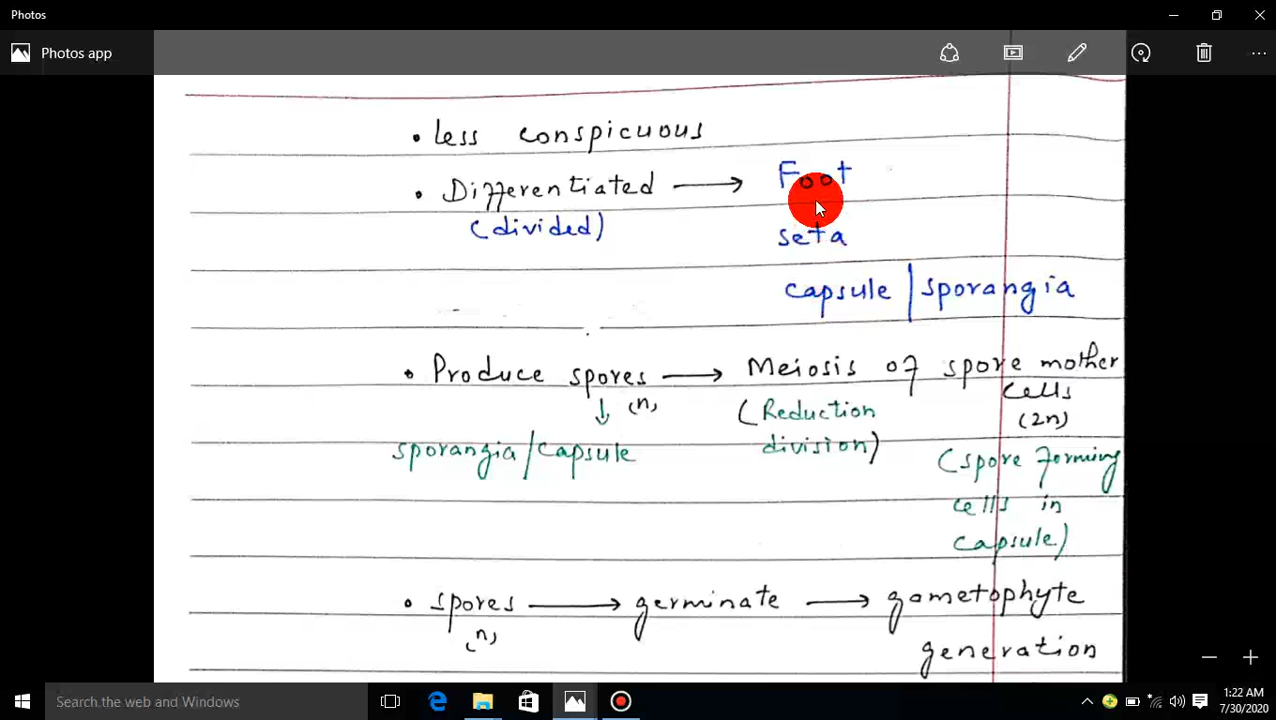 Photos
Photos app
• Less conspicuous
• Differentiated → Foot
(divided)
seta
capsule | sporangia
• Produce spores → Meiosis of spore mother
(n)
cells
(2n)
(Reduction
division)
sporangia/capsule
(spore forming
cells in
capsule)
• spores → germinate → gametophyte
(n)
generation
Search the web and Windows
1:22 AM
7/30/2020